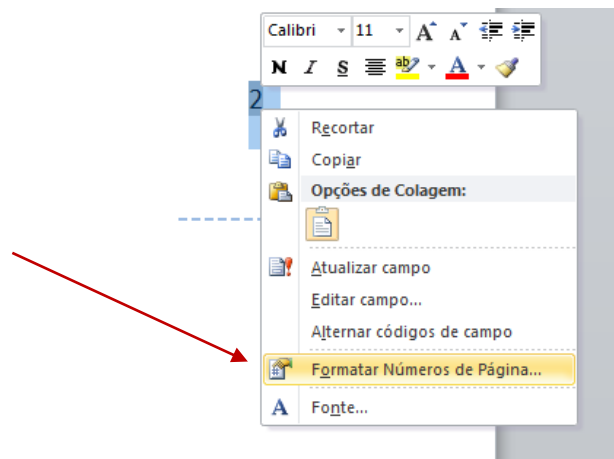 Calibri 11 A A
N I S ab A
2
Recortar
Copiar
Opções de Colagem:
Atualizar campo
Editar campo...
Alternar códigos de campo
Formatar Números de Página...
A Fonte...